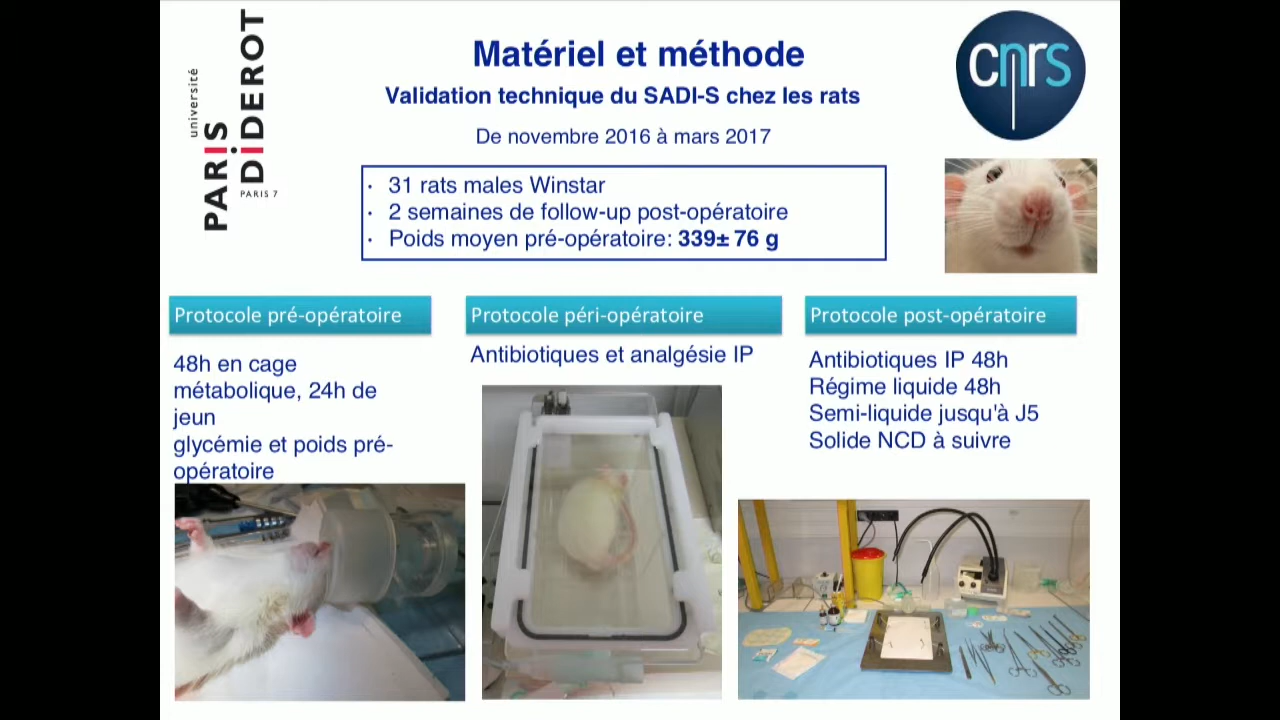 université
PARIS
DiDEROT
PARIS 7
Matériel et méthode
cnrs
Validation technique du SADI-S chez les rats
De novembre 2016 à mars 2017
· 31 rats males Winstar
· 2 semaines de follow-up post-opératoire
· Poids moyen pré-opératoire: 339± 76 g
Protocole pré-opératoire
48h en cage
métabolique, 24h de
jeun
glycémie et poids pré-
opératoire
Protocole péri-opératoire
Antibiotiques et analgésie IP
Protocole post-opératoire
Antibiotiques IP 48h
Régime liquide 48h
Semi-liquide jusqu'à J5
Solide NCD à suivre